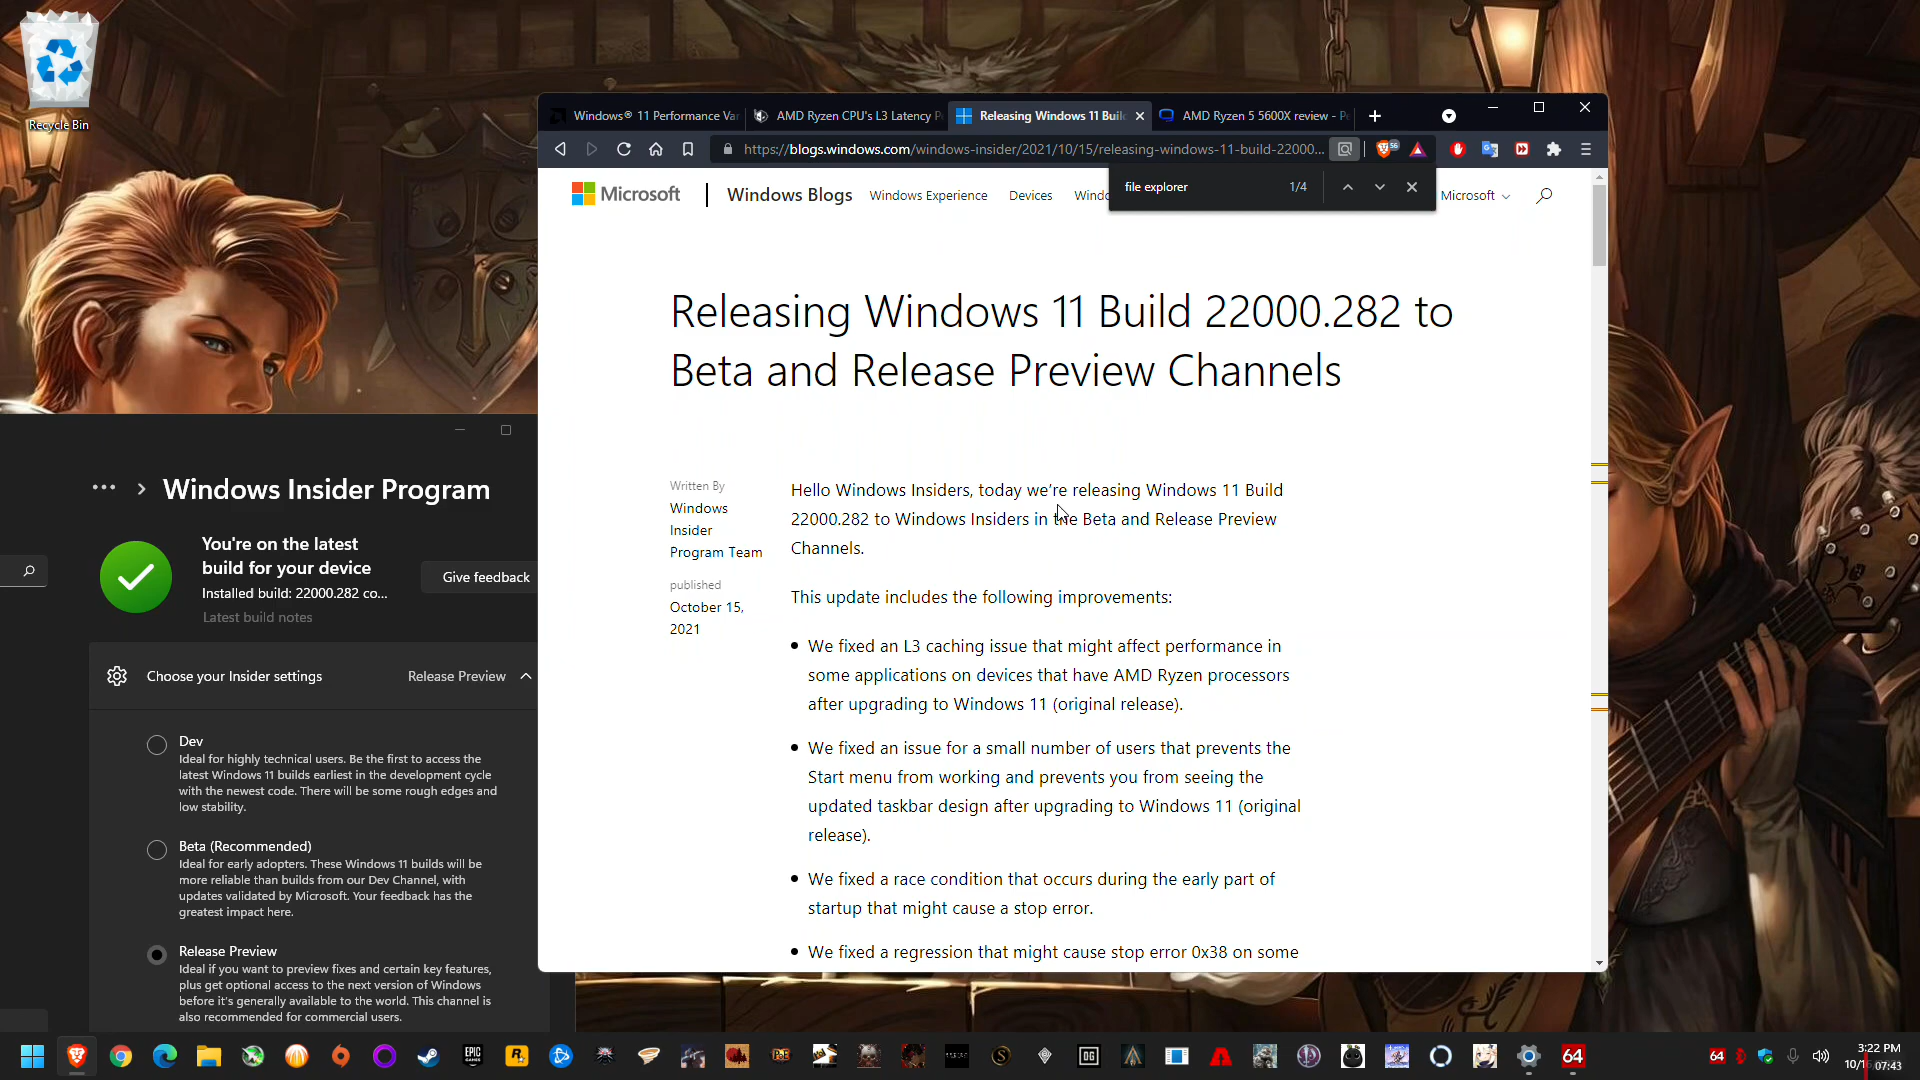 Recycle Bin
Windows® 11 Performance Var
AMD Ryzen CPU's L3 Latency P
Releasing Windows 11 Buil
AMD Ryzen 5 5600X review - P
https://blogs.windows.com/windows-insider/2021/10/15/releasing-windows-11-build-22000...
56
file explorer
1/4
Microsoft
Windows Blogs
Windows Experience
Devices
Windo
Microsoft
Releasing Windows 11 Build 22000.282 to
Beta and Release Preview Channels
Written By
Windows
Insider
Program Team
published
October 15,
2021
Hello Windows Insiders, today we're releasing Windows 11 Build
22000.282 to Windows Insiders in the Beta and Release Preview
Channels.
This update includes the following improvements:
• We fixed an L3 caching issue that might affect performance in
some applications on devices that have AMD Ryzen processors
after upgrading to Windows 11 (original release).
• We fixed an issue for a small number of users that prevents the
Start menu from working and prevents you from seeing the
updated taskbar design after upgrading to Windows 11 (original
release).
• We fixed a race condition that occurs during the early part of
startup that might cause a stop error.
• We fixed a regression that might cause stop error 0x38 on some
... > Windows Insider Program
You're on the latest
build for your device
Installed build: 22000.282 co...
Latest build notes
Give feedback
Choose your Insider settings
Release Preview
Dev
Ideal for highly technical users. Be the first to access the
latest Windows 11 builds earliest in the development cycle
with the newest code. There will be some rough edges and
low stability.
Beta (Recommended)
Ideal for early adopters. These Windows 11 builds will be
more reliable than builds from our Dev Channel, with
updates validated by Microsoft. Your feedback has the
greatest impact here.
Release Preview
Ideal if you want to preview fixes and certain key features,
plus get optional access to the next version of Windows
before it's generally available to the world. This channel is
also recommended for commercial users.
EPIC
GAMES
R
OG
64
64
3:22 PM
10/1
07:43